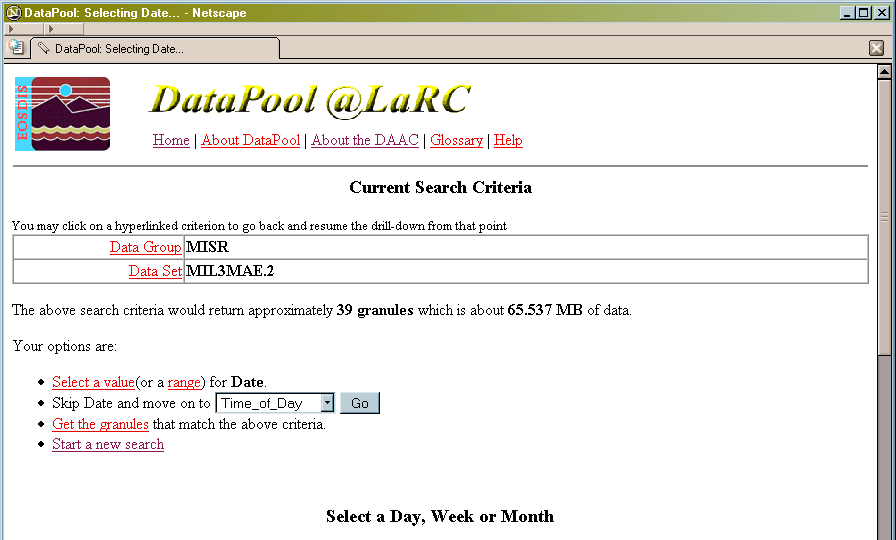 DataPool: Selecting Date... - Netscape
DataPool: Selecting Date...
EOSDIS
DataPool @LaRC
Home | About DataPool | About the DAAC | Glossary | Help
Current Search Criteria
You may click on a hyperlinked criterion to go back and resume the drill-down from that point
Data Group MISR
Data Set MIL3MAE.2
The above search criteria would return approximately 39 granules which is about 65.537 MB of data.
Your options are:
• Select a value(or a range) for Date.
• Skip Date and move on to Time_of_Day Go
• Get the granules that match the above criteria.
• Start a new search
Select a Day, Week or Month